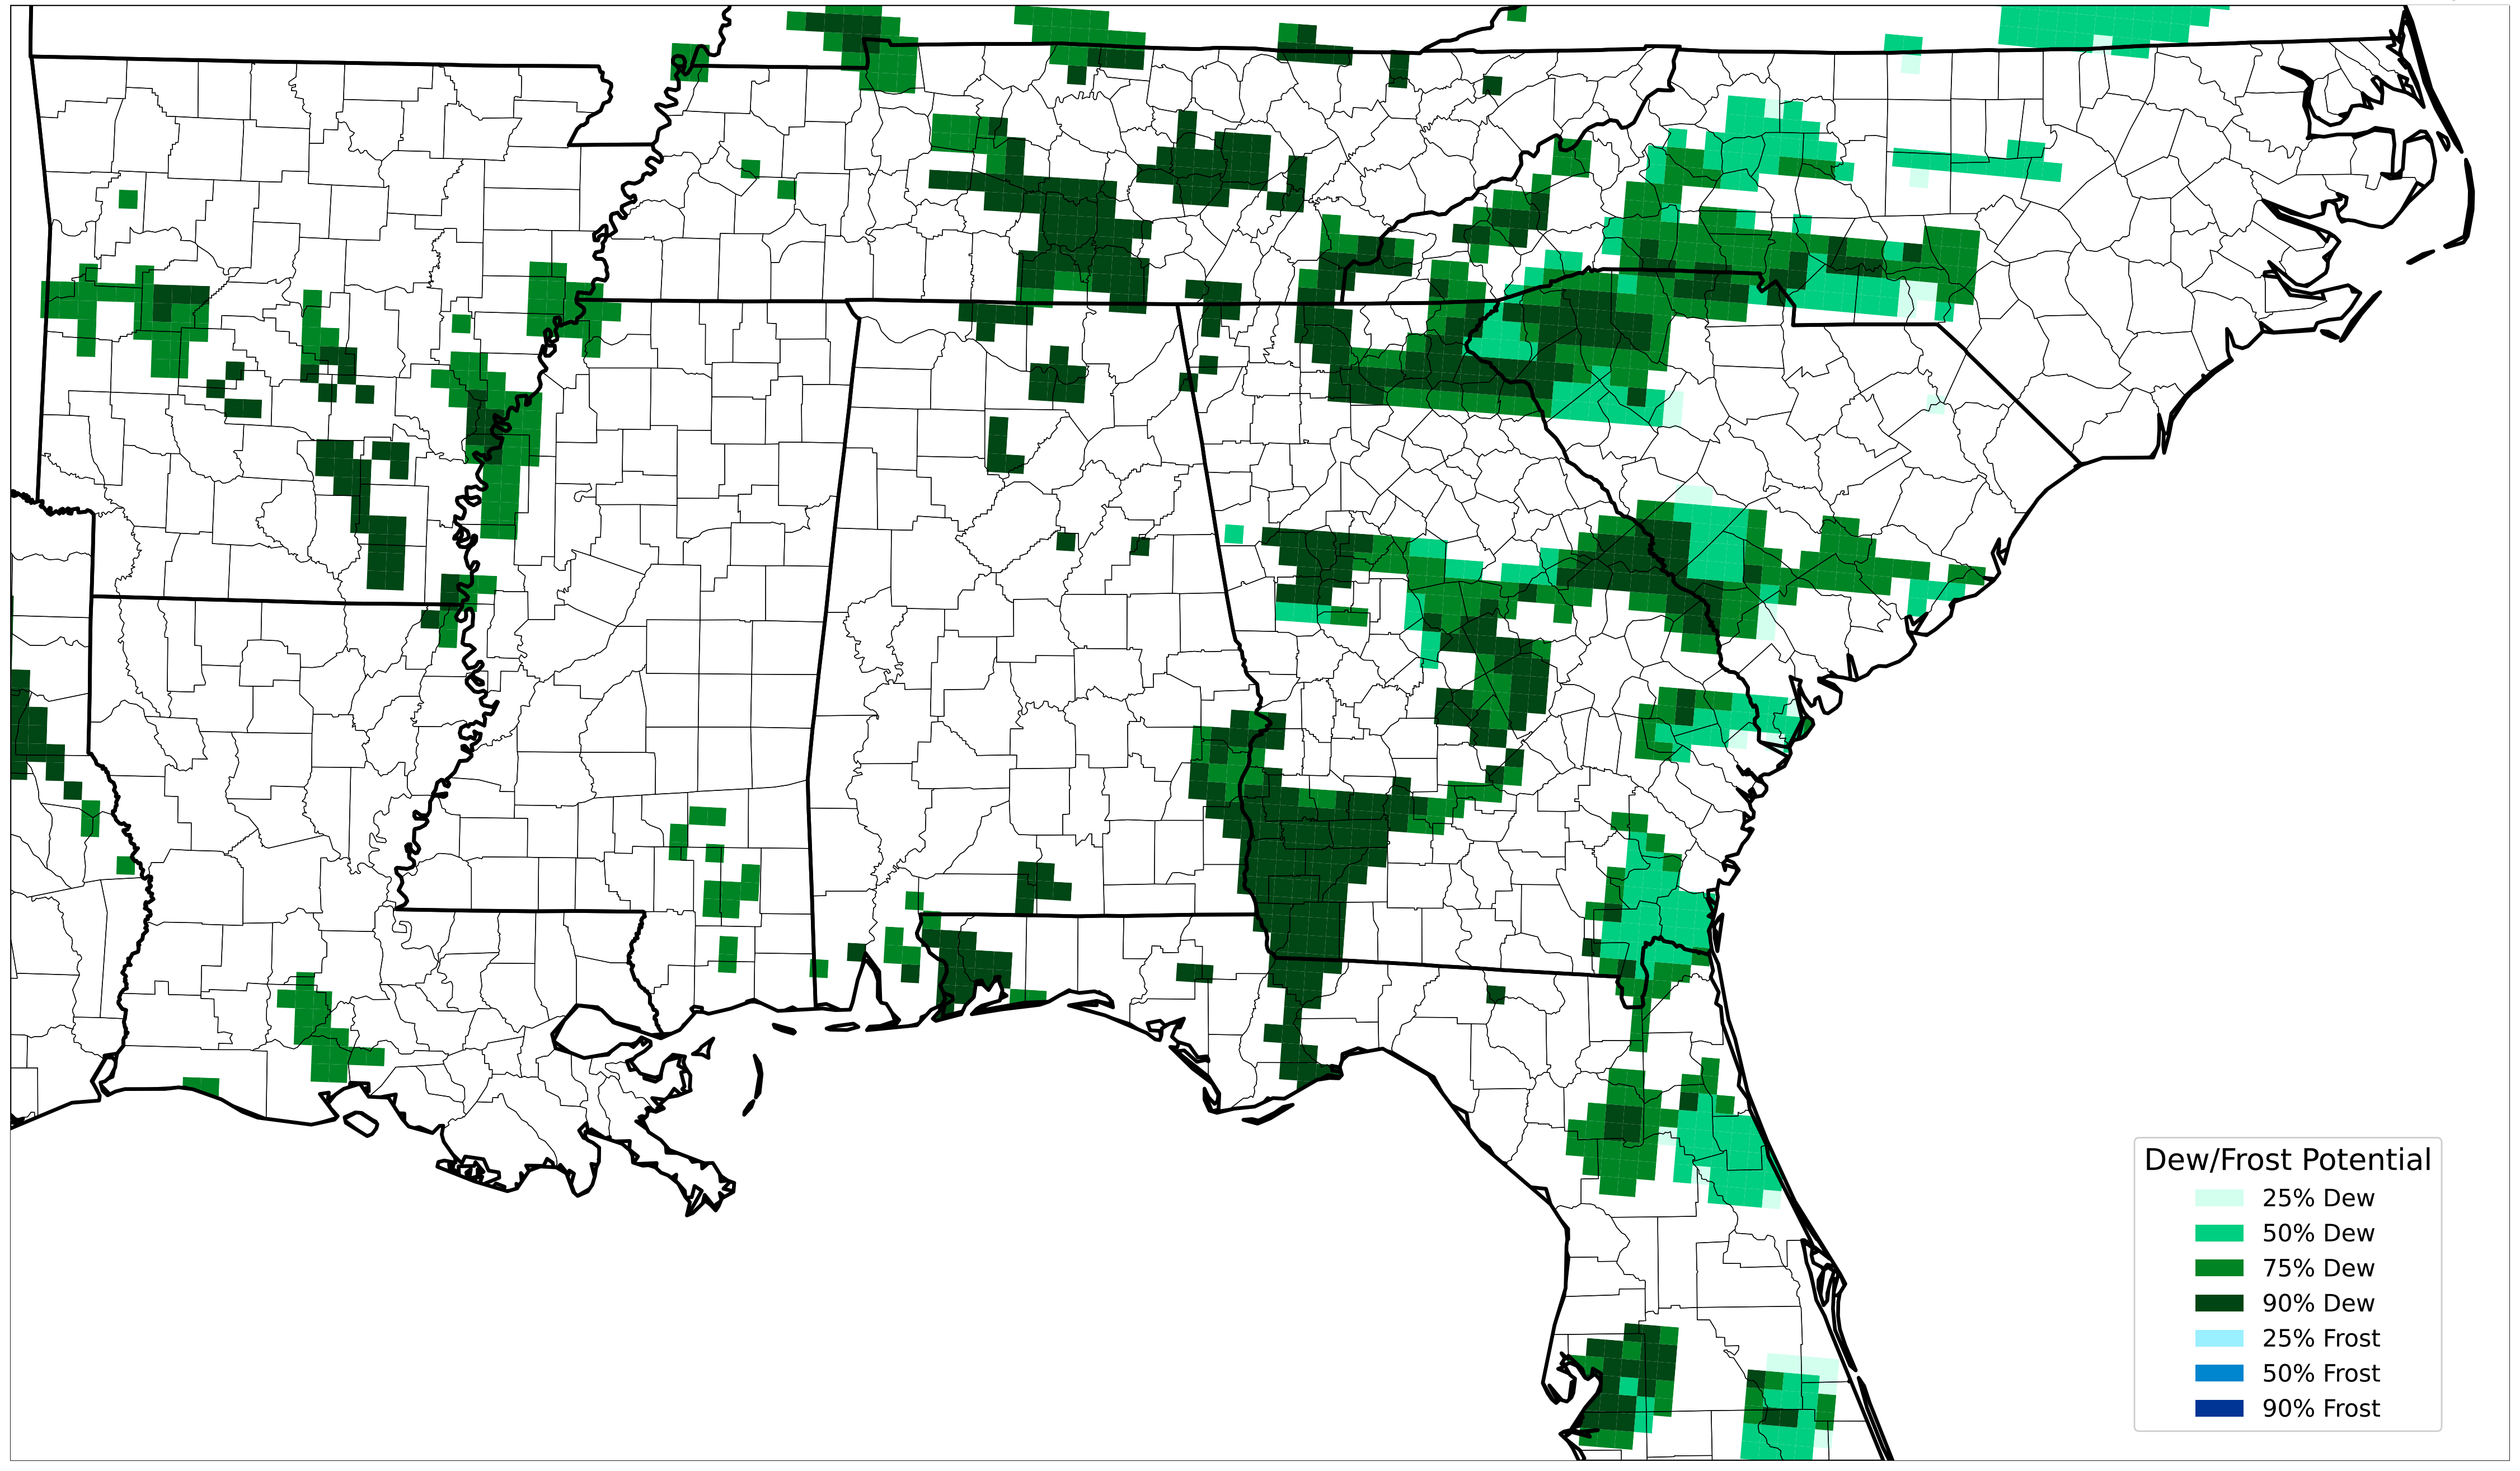 Dew/Frost Potential
25% Dew
50% Dew
75% Dew
90% Dew
25% Frost
50% Frost
90% Frost